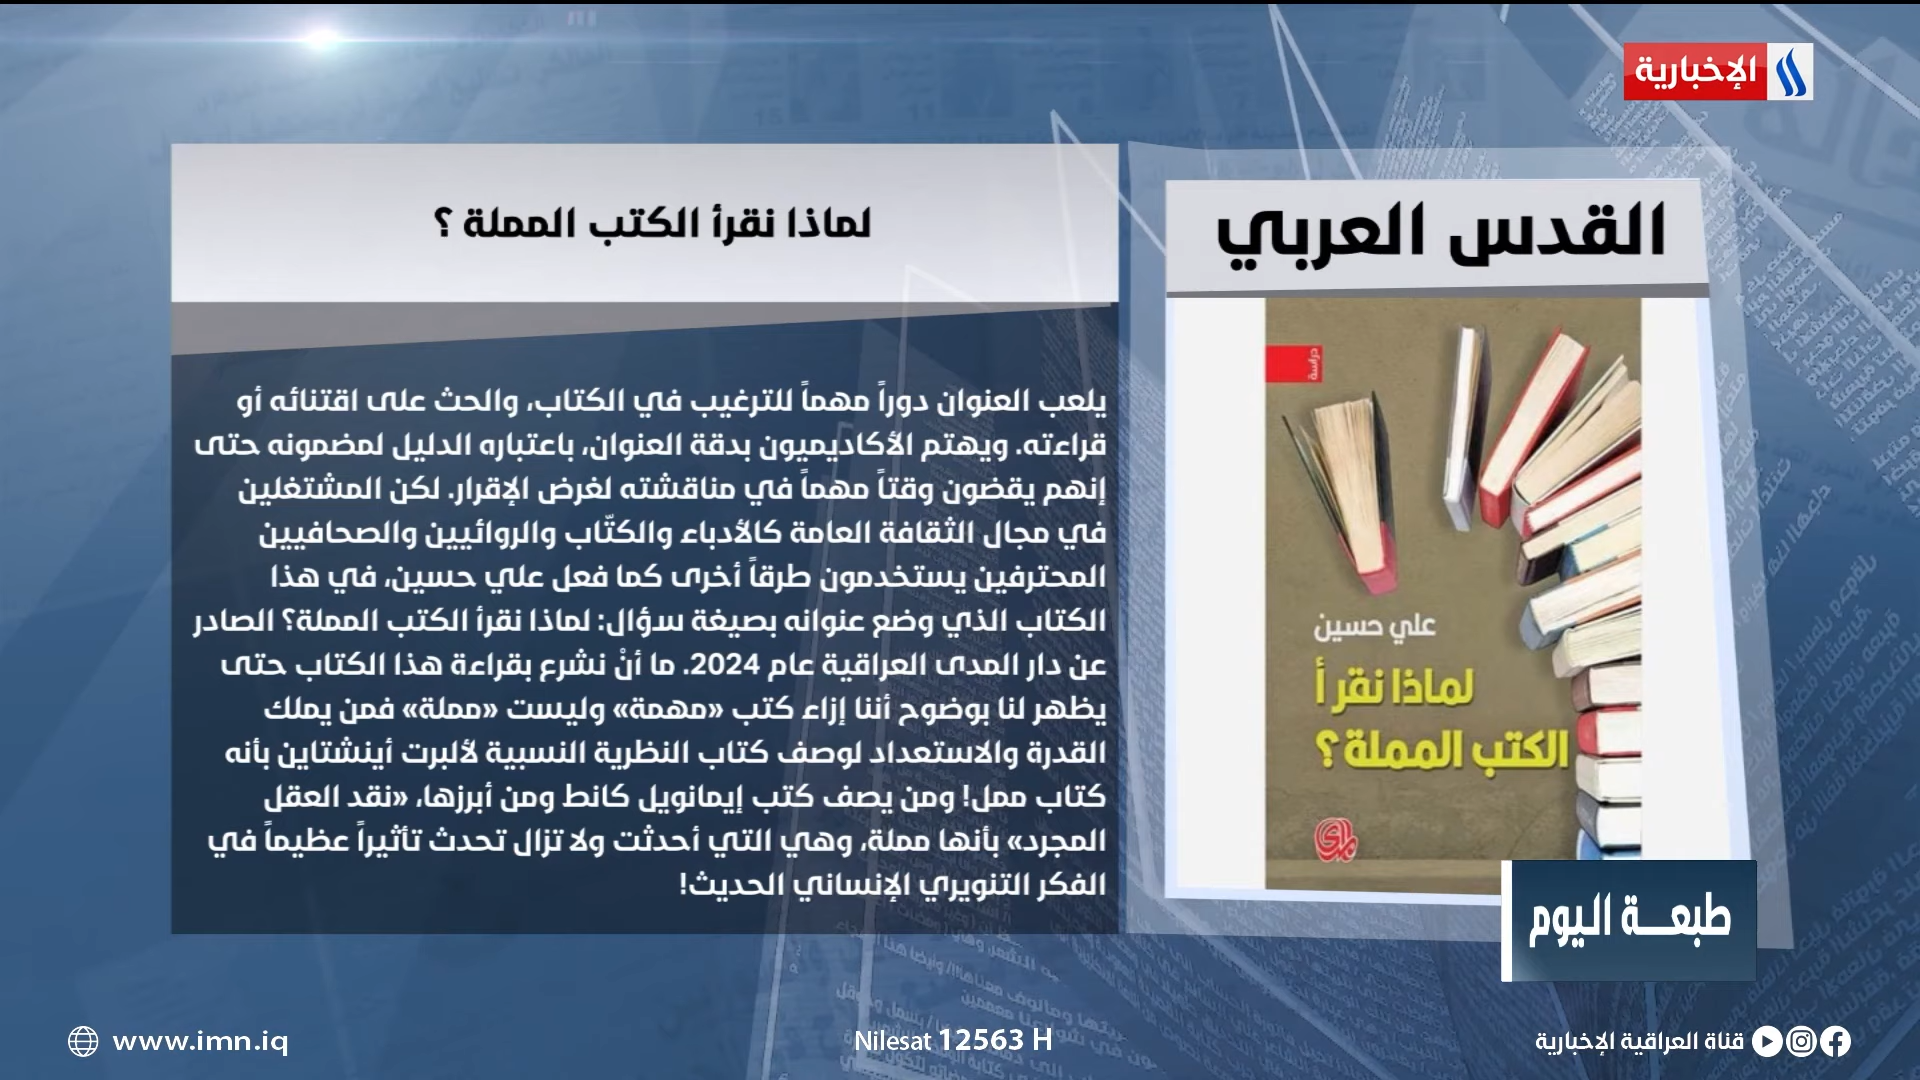 الإخبارية
القدس العربي
لماذا نقرأ الكتب المملة ؟
يلعب العنوان دوراً مهماً للترغيب في الكتاب، والحث على اقتنائه أو
قراءته. ويهتم الأكاديميون بدقة العنوان، باعتباره الدليل لمضمونه حتى
إنهم يقضون وقتاً مهماً في مناقشته لغرض الإقرار. لكن المشتغلين
في مجال الثقافة العامة كالأدباء والكتّاب والروائيين والصحافيين
المحترفين يستخدمون طرقاً أخرى كما فعل علي حسين، في هذا
الكتاب الذي وضع عنوانه بصيغة سؤال: لماذا نقرأ الكتب المملة؟ الصادر
عن دار المدى العراقية عام 2024. ما أنْ نشرع بقراءة هذا الكتاب حتى
يظهر لنا بوضوح أننا إزاء كتب «مهمة» وليست «مملة» فمن يملك
القدرة والاستعداد لوصف كتاب النظرية النسبية لألبرت أينشتاين بأنه
كتاب ممل! ومن يصف كتب إيمانويل كانط ومن أبرزها، «نقد العقل
المجرد» بأنها مملة، وهي التي أحدثت ولا تزال تحدث تأثيراً عظيماً في
الفكر التنويري الإنساني الحديث!
دراسة
علي حسين
لماذا نقرأ
الكتب المملة؟
المدى
طبعة اليوم
www.imn.iq
Nilesat 12563 H
قناة العراقية الإخبارية